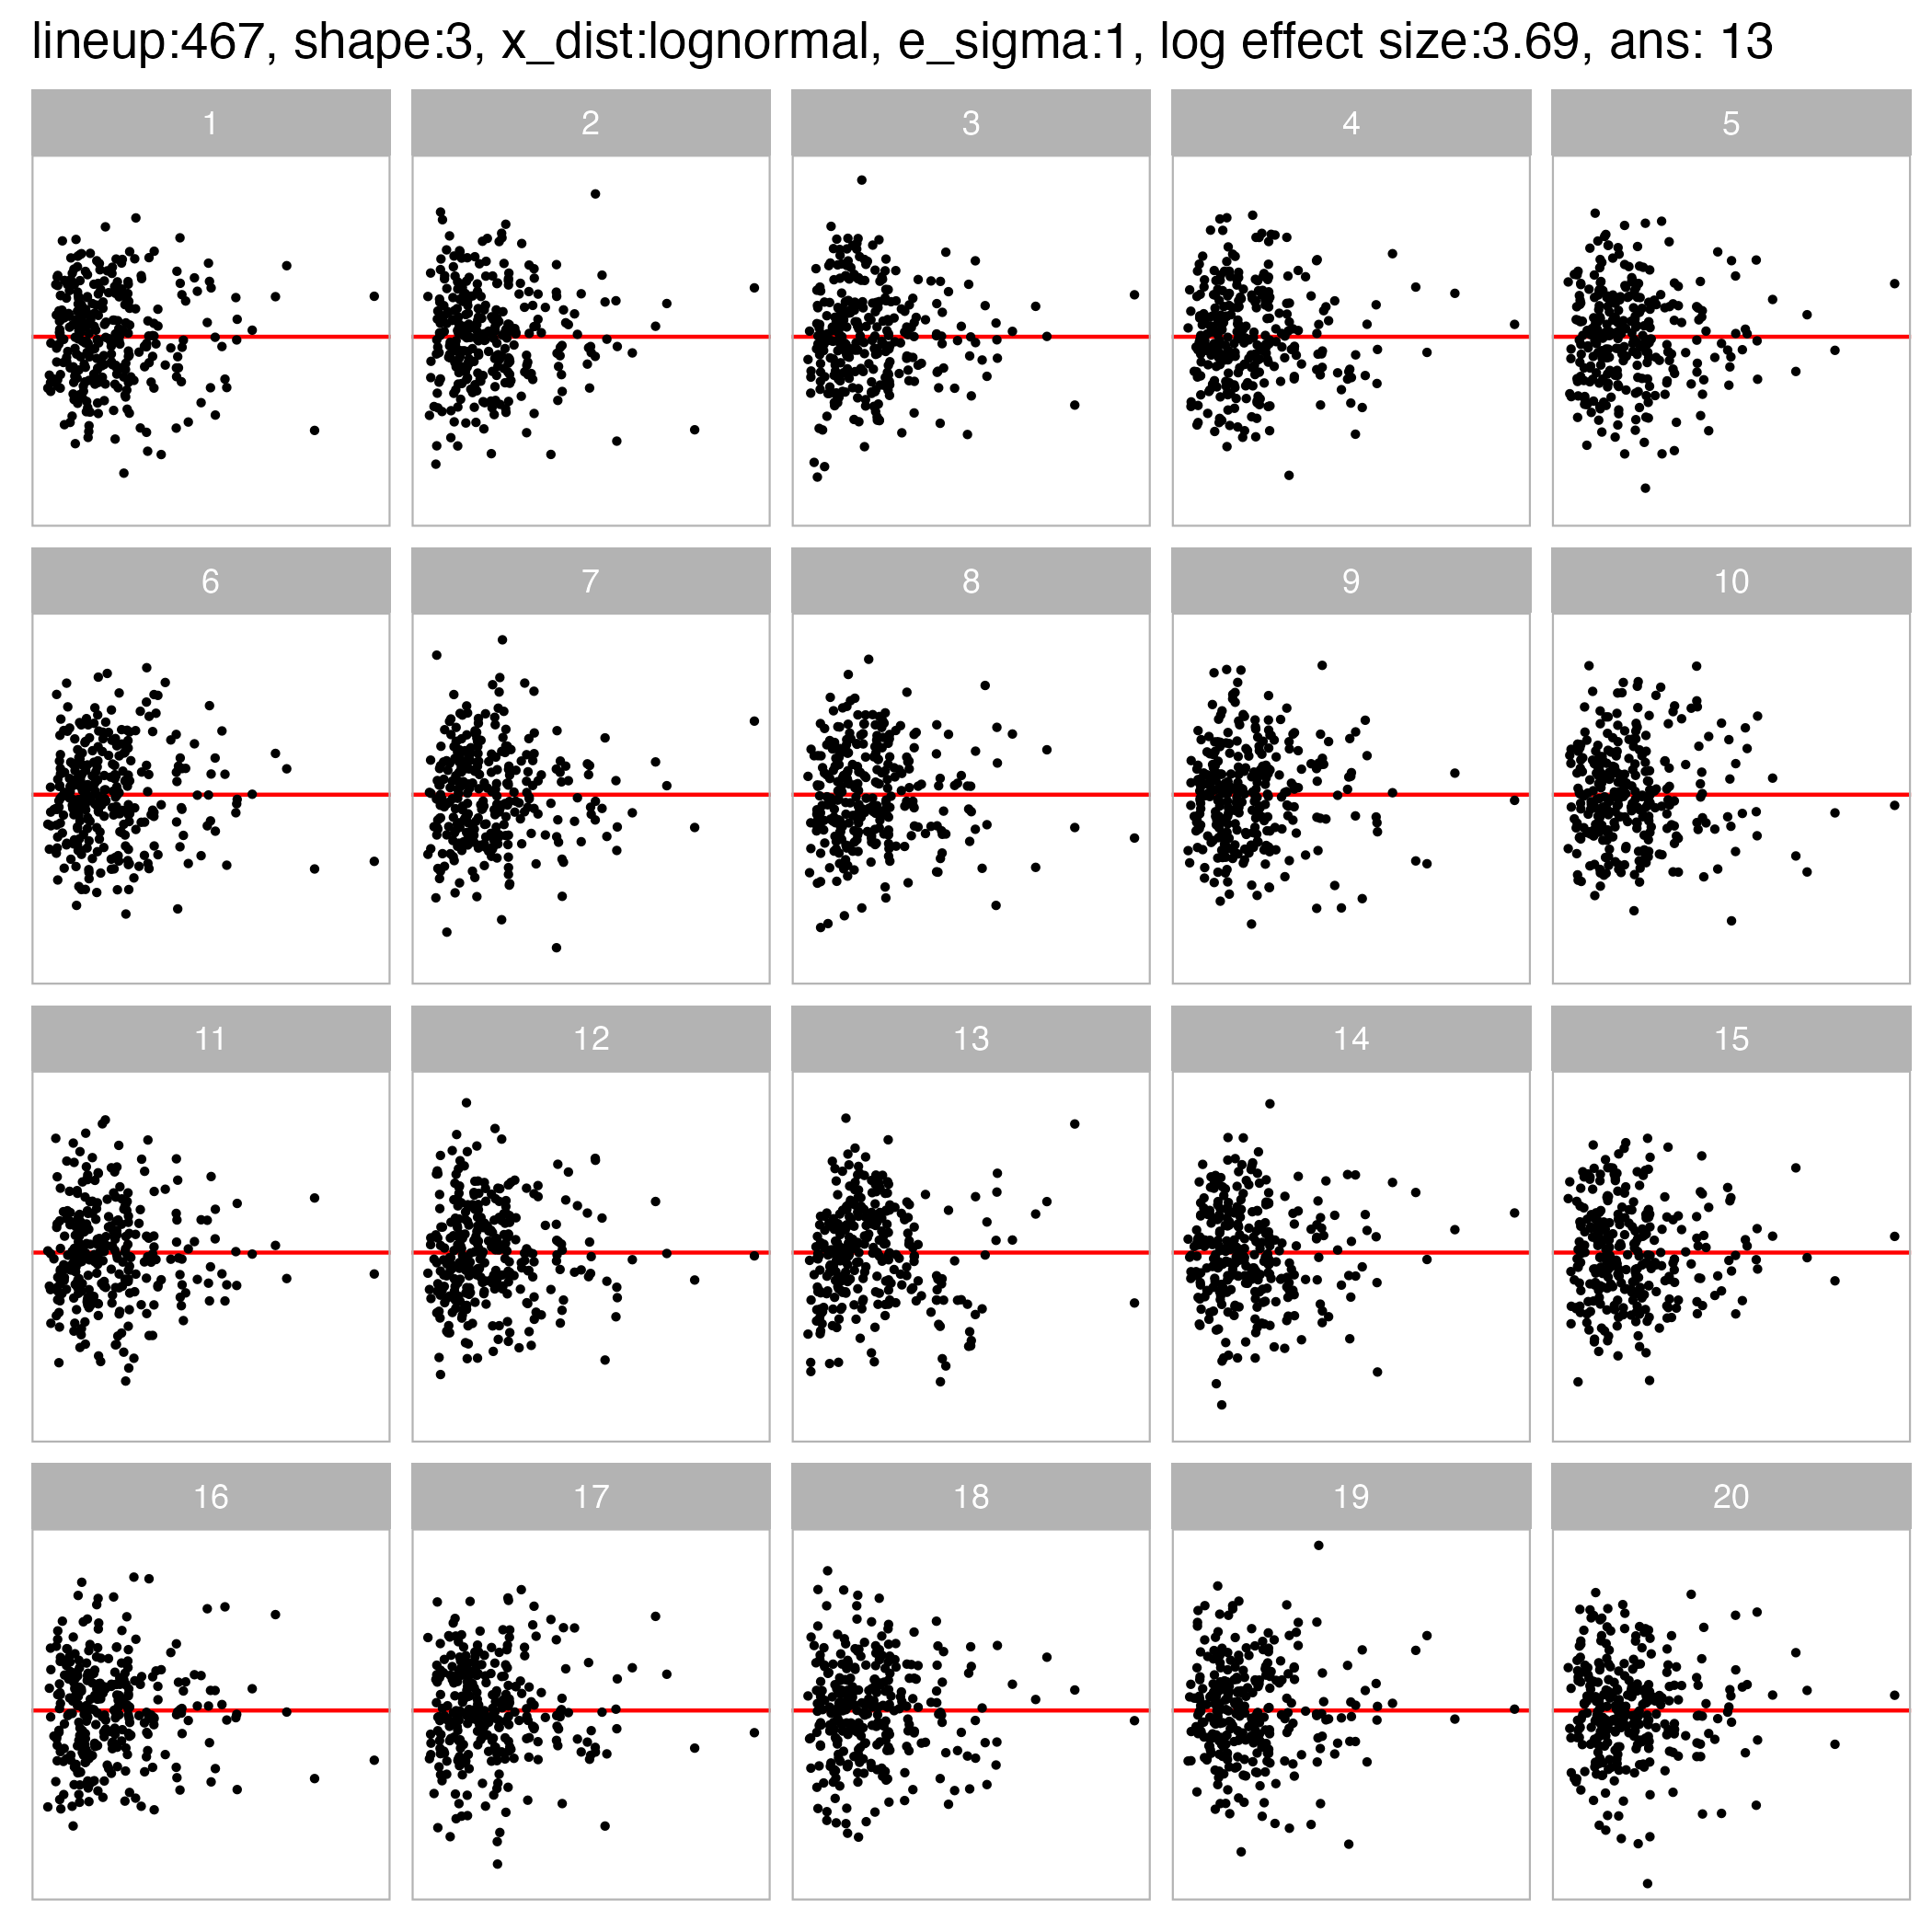 lineup:467, shape:3, x_dist:lognormal, e_sigma:1, log effect size:3.69, ans: 13
1 2 3 4 5
6 7 8 9 10
11 12 13 14 15
16 17 18 19 20